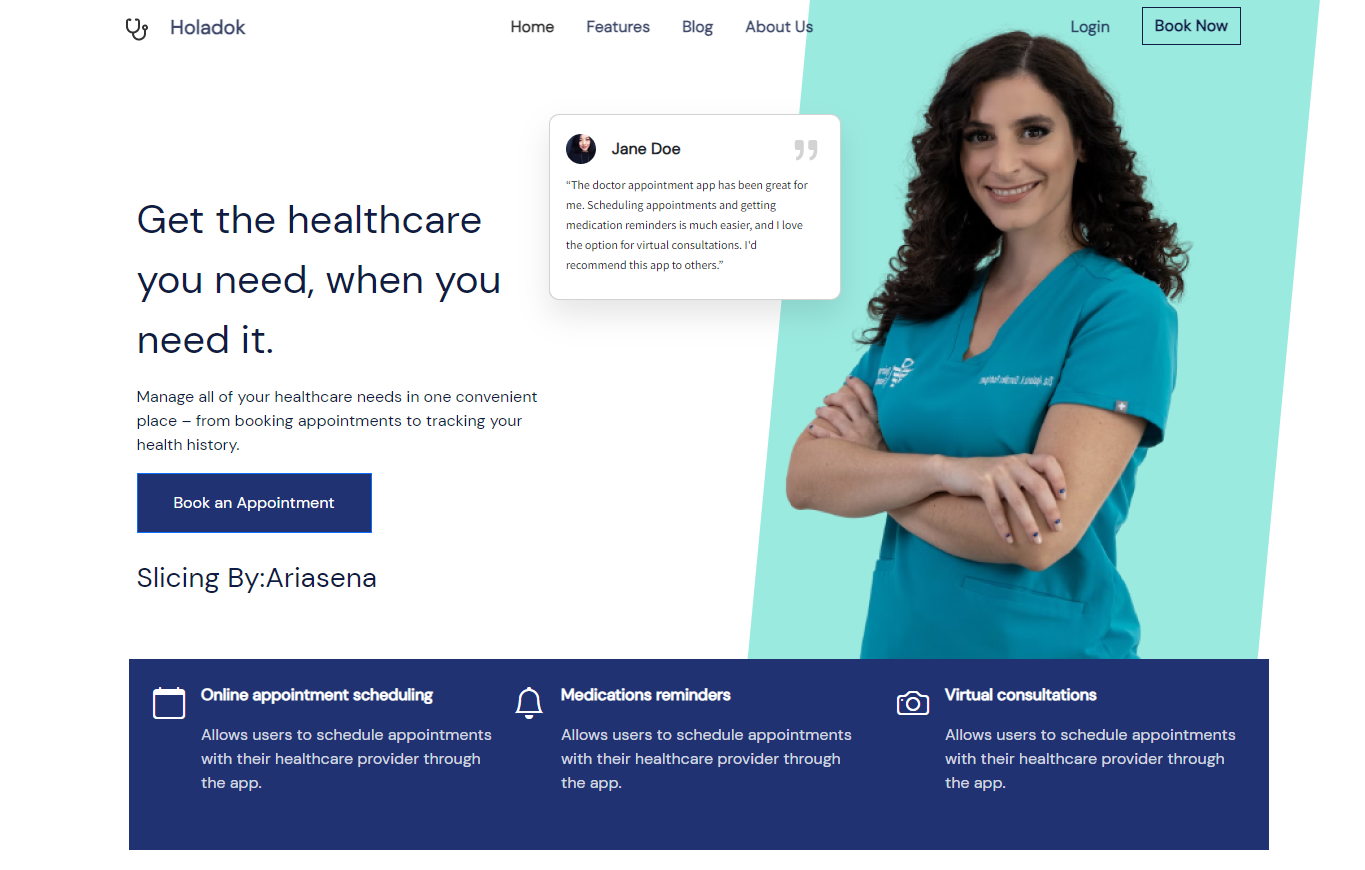 Holadok
Home Features Blog About Us Login Book Now
Jane Doe
“The doctor appointment app has been great for
me. Scheduling appointments and getting
medication reminders is much easier, and I love
the option for virtual consultations. I'd
recommend this app to others.”
Get the healthcare
you need, when you
need it.
Manage all of your healthcare needs in one convenient
place – from booking appointments to tracking your
health history.
Book an Appointment
Slicing By:Ariasena
Online appointment scheduling
Allows users to schedule appointments
with their healthcare provider through
the app.
Medications reminders
Allows users to schedule appointments
with their healthcare provider through
the app.
Virtual consultations
Allows users to schedule appointments
with their healthcare provider through
the app.